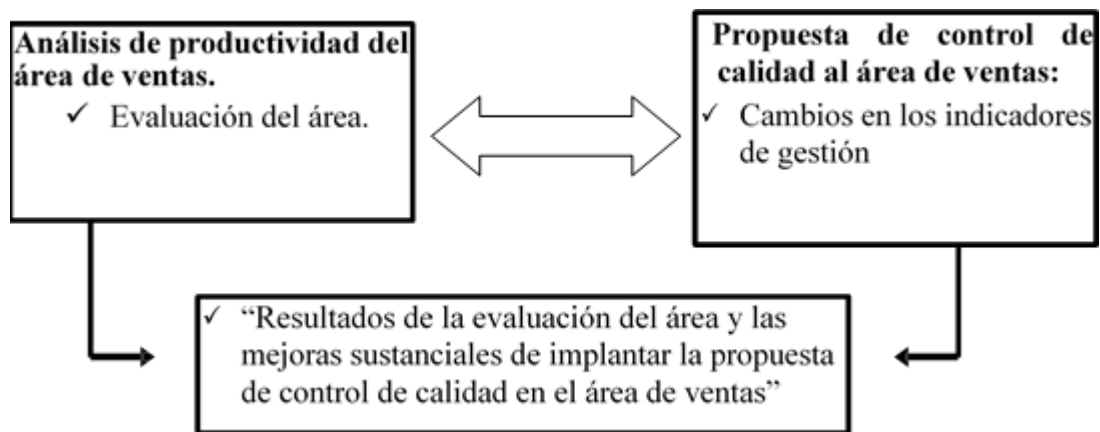 Análisis de productividad del
área de ventas.
✓ Evaluación del área.
Propuesta de control de
calidad al área de ventas:
✓ Cambios en los indicadores
de gestión
✓ “Resultados de la evaluación del área y las
mejoras sustanciales de implantar la propuesta
de control de calidad en el área de ventas”